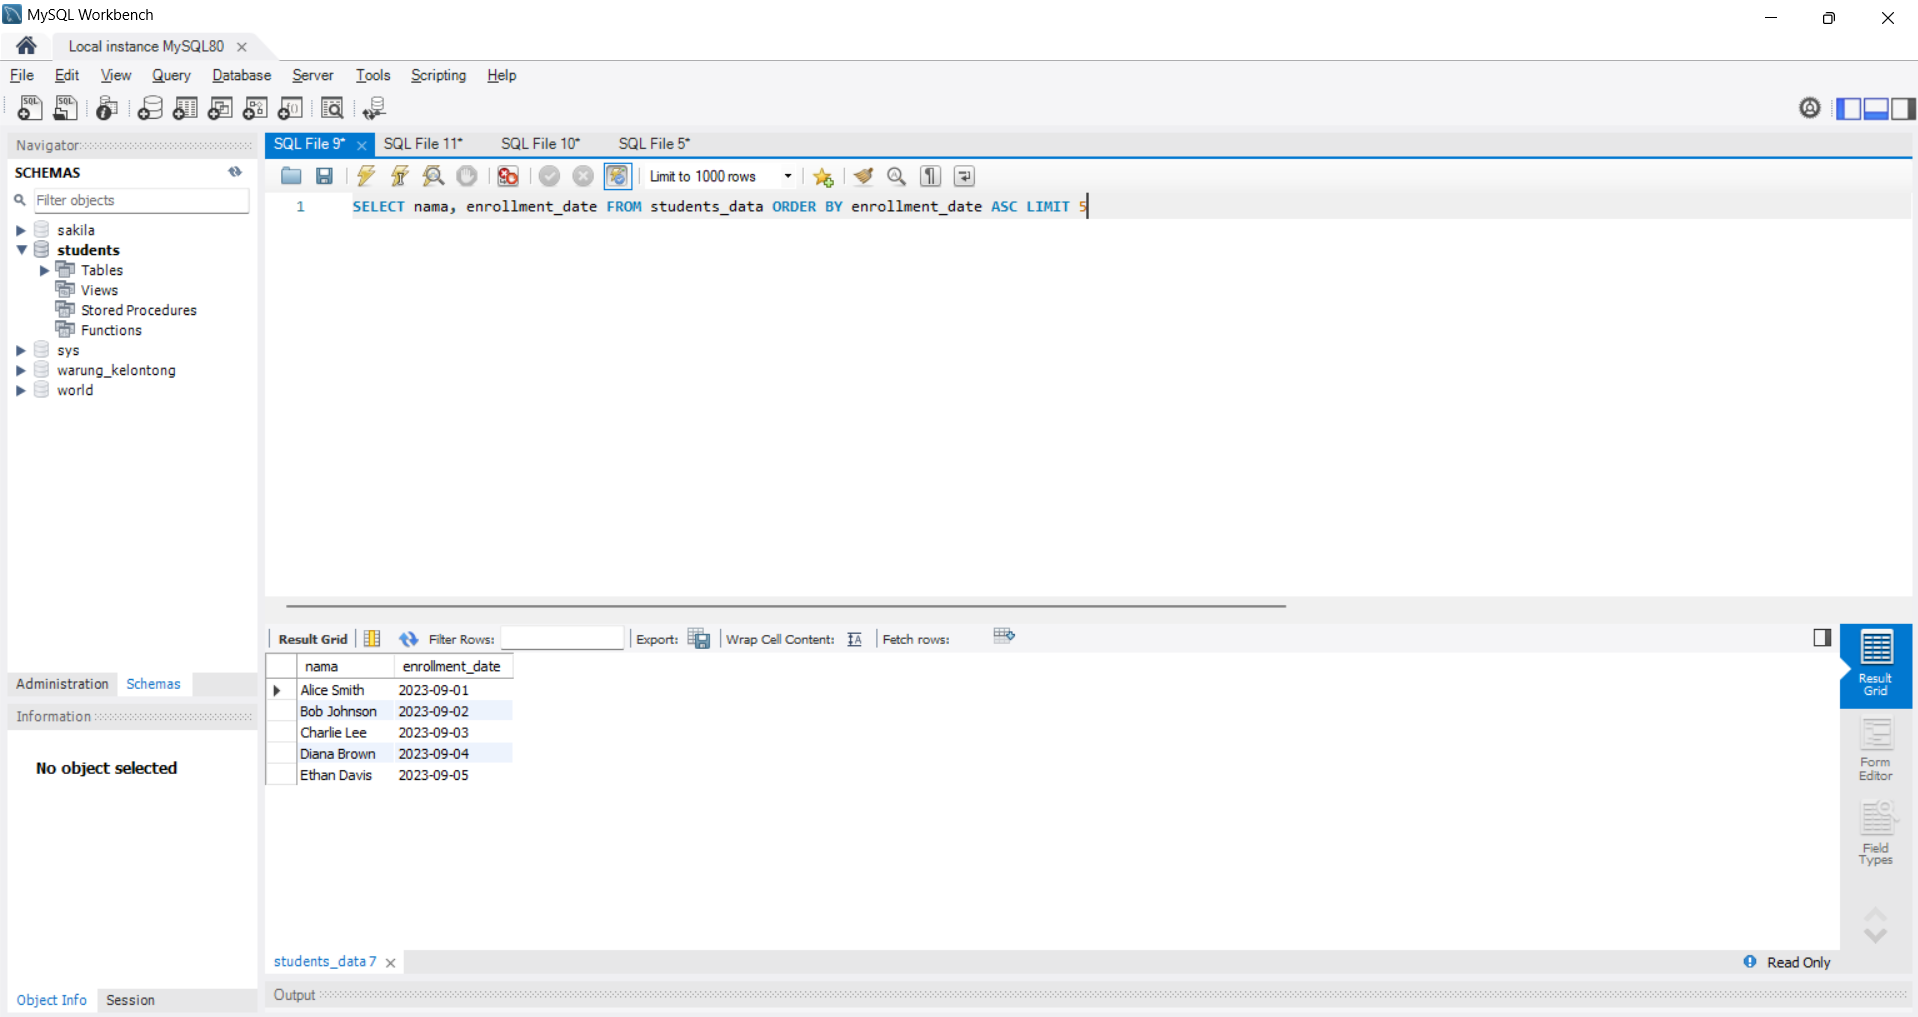 MySQL Workbench
Local instance MySQL80
File Edit View Query Database Server Tools Scripting Help
Navigator
SCHEMAS
Filter objects
sakila
students
Tables
Views
Stored Procedures
Functions
sys
warung_kelontong
world
Administration Schemas
Information
No object selected
Object Info Session
SQL File 9* SQL File 11* SQL File 10* SQL File 5*
Limit to 1000 rows
1 SELECT nama, enrollment_date FROM students_data ORDER BY enrollment_date ASC LIMIT 5
Result Grid Filter Rows: Export: Wrap Cell Content: Fetch rows:
nama enrollment_date
Alice Smith 2023-09-01
Bob Johnson 2023-09-02
Charlie Lee 2023-09-03
Diana Brown 2023-09-04
Ethan Davis 2023-09-05
Result
Grid
Form
Editor
Field
Types
students_data 7
Read Only
Output